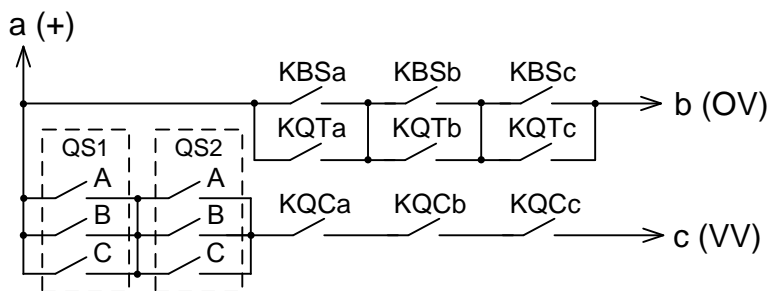 a (+)
KBSa KBSb KBSc
b (OV)
KQTa KQTb KQTc
QS1 QS2
A A
B B
C C
KQCa KQCb KQCc
c (VV)